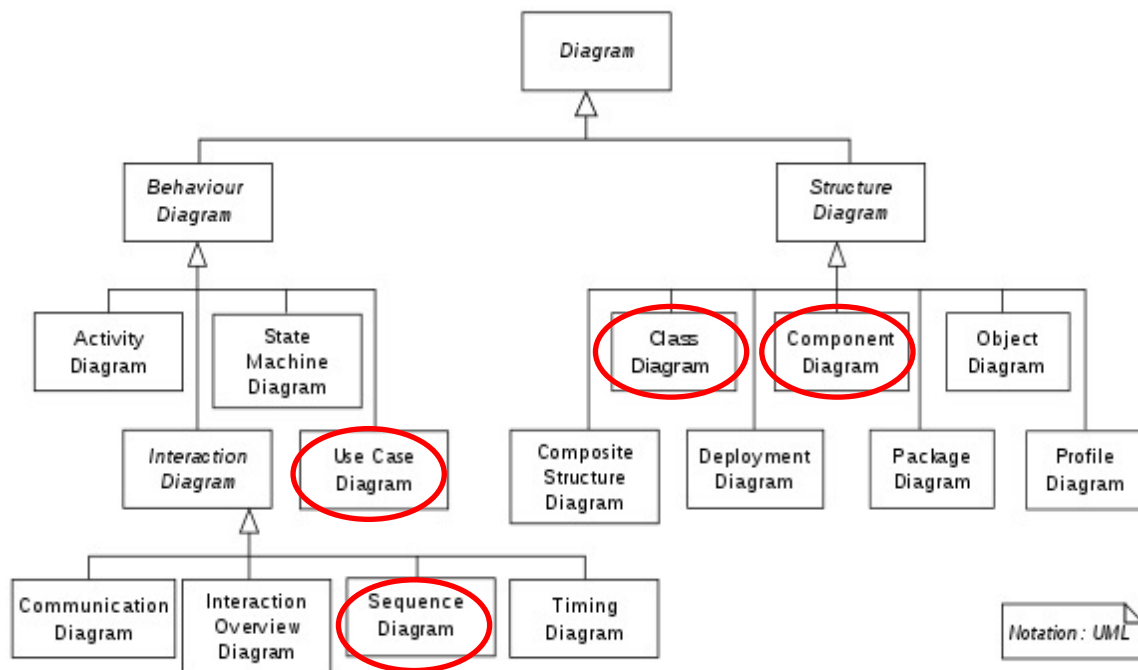 Diagram
Behaviour
Diagram
Structure
Diagram
Activity
Diagram
State
Machine
Diagram
Class
Diagram
Component
Diagram
Object
Diagram
Interaction
Diagram
Use Case
Diagram
Composite
Structure
Diagram
Deployment
Diagram
Package
Diagram
Profile
Diagram
Communication
Diagram
Interaction
Overview
Diagram
Sequence
Diagram
Timing
Diagram
Notation: UML